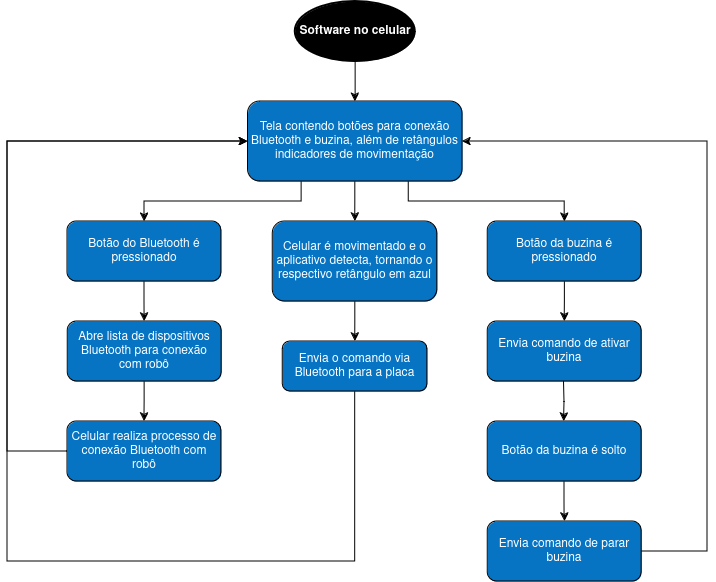 Software no celular
Tela contendo botões para conexão
Bluetooth e buzina, além de retângulos
indicadores de movimentação
Botão do Bluetooth é
pressionado
Abre lista de dispositivos
Bluetooth para conexão
com robô
Celular realiza processo de
conexão Bluetooth com
robô
Celular é movimentado e o
aplicativo detecta, tornando o
respectivo retângulo em azul
Envia o comando via
Bluetooth para a placa
Botão da buzina é
pressionado
Envia comando de ativar
buzina
Botão da buzina é solto
Envia comando de parar
buzina